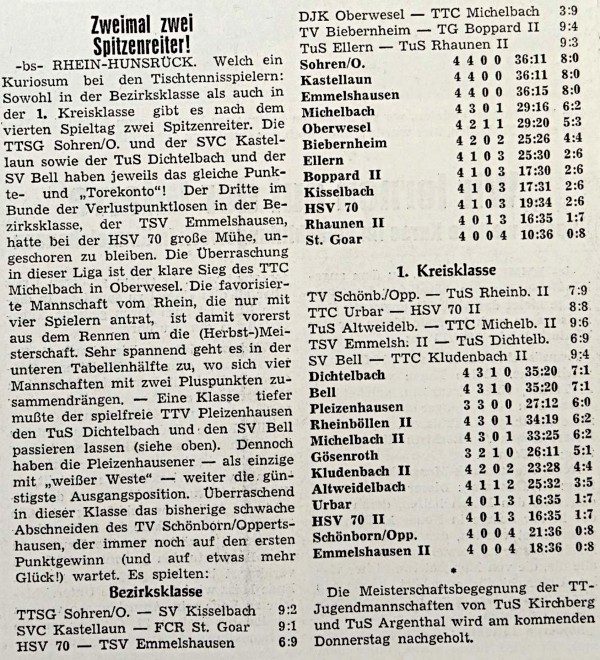 Zweimal zwei
Spitzenreiter!
-bs- RHEIN-HUNSRÜCK. Welch ein
Kuriosum bei den Tischtennisspielern:
Sowohl in der Bezirksklasse als auch in
der 1. Kreisklasse gibt es nach dem
vierten Spieltag zwei Spitzenreiter. Die
TTSG Sohren/O. und der SVC Kastel-
laun sowie der TuS Dichtelbach und der
SV Bell haben jeweils das gleiche Punk-
te- und „Torekonto"! Der Dritte im
Bunde der Verlustpunktlosen in der Be-
zirksklasse, der TSV Emmelshausen,
hatte bei der HSV 70 große Mühe, un-
geschoren zu bleiben. Die Überraschung
in dieser Liga ist der klare Sieg des TTC
Michelbach in Oberwesel. Die favorisier-
te Mannschaft vom Rhein, die nur mit
vier Spielern antrat, ist damit vorerst
aus dem Rennen um die (Herbst-)Mei-
sterschaft. Sehr spannend geht es in der
unteren Tabellenhälfte zu, wo sich vier
Mannschaften mit zwei Pluspunkten zu-
sammendrängen. — Eine Klasse tiefer
mußte der spielfreie TTV Pleizenhausen
den TuS Dichtelbach und den SV Bell
passieren lassen (siehe oben). Dennoch
haben die Pleizenhausener — als einzige
mit „weißer Weste" — weiter die gün-
stigste Ausgangsposition. Überraschend
in dieser Klasse das bisherige schwache
Abschneiden des TV Schönborn/Opperts-
hausen, der immer noch auf den ersten
Punktgewinn (und auf etwas mehr
Glück!) wartet. Es spielten:
Bezirksklasse
TTSG Sohren/O. — SV Kisselbach 9:2
SVC Kastellaun — FCR St. Goar 9:1
HSV 70 — TSV Emmelshausen 6:9
DJK Oberwesel — TTC Michelbach 3:9
TV Biebernheim — TG Boppard II 9:4
TuS Ellern — TuS Rhaunen II 9:3
Sohren/O. 4 4 0 0 36:11 8:0
Kastellaun 4 4 0 0 36:11 8:0
Emmelshausen 4 4 0 0 36:15 8:0
Michelbach 4 3 0 1 29:16 6:2
Oberwesel 4 2 1 1 29:20 5:3
Biebernheim 4 2 0 2 25:26 4:4
Ellern 4 1 0 3 25:30 2:6
Boppard II 4 1 0 3 17:30 2:6
Kisselbach 4 1 0 3 17:31 2:6
HSV 70 4 1 0 3 19:34 2:6
Rhaunen II 4 0 1 3 16:35 1:7
St. Goar 4 0 0 4 10:36 0:8
1. Kreisklasse
TV Schönb./Opp. — TuS Rheinb. II 7:9
TTC Urbar — HSV 70 II 8:8
TuS Altweidelb. — TTC Michelb. II 9:6
TSV Emmelsh. II — TuS Dichtelb. 6:9
SV Bell — TTC Kludenbach II 9:4
Dichtelbach 4 3 1 0 35:20 7:1
Bell 4 3 1 0 35:20 7:1
Pleizenhausen 3 3 0 0 27:12 6:0
Rheinböllen II 4 3 0 1 34:19 6:2
Michelbach II 4 3 0 1 33:25 6:2
Gösenroth 3 2 1 0 26:11 5:1
Kludenbach II 4 2 0 2 23:28 4:4
Altweidelbach 4 1 1 2 25:32 3:5
Urbar 4 0 1 3 16:35 1:7
HSV 70 II 4 0 1 3 16:35 1:7
Schönborn/Opp. 4 0 0 4 21:36 0:8
Emmelshausen II 4 0 0 4 18:36 0:8
*
Die Meisterschaftsbegegnung der TT-
Jugendmannschaften von TuS Kirchberg
und TuS Argenthal wird am kommenden
Donnerstag nachgeholt.